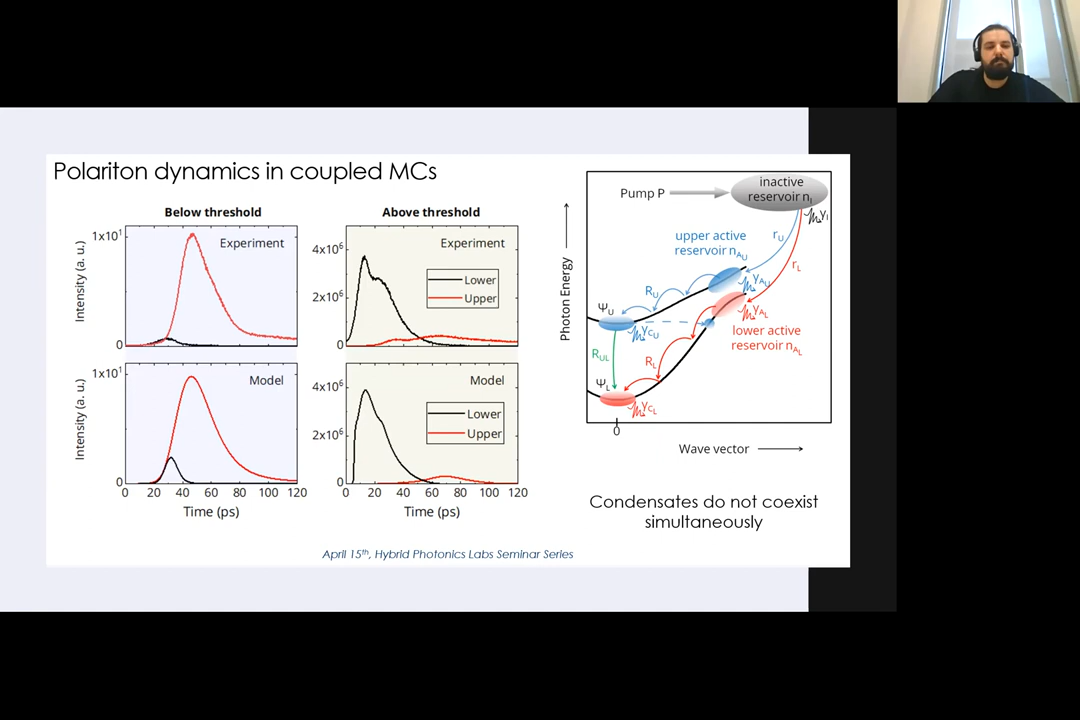 Polariton dynamics in coupled MCs
Below threshold
Above threshold
Intensity (a. u.)
1x10¹
0
Experiment
4x10⁶
2x10⁶
0
Experiment
Lower
Upper
Intensity (a. u.)
1x10¹
0
Model
4x10⁶
2x10⁶
0
Model
Lower
Upper
0 20 40 60 80 100 120
0 20 40 60 80 100 120
Time (ps)
Time (ps)
Photon Energy
Pump P
inactive
reservoir n_I
γ_I
r_U
r_L
upper active
reservoir n_AU
γ_AU
R_U
Ψ_U
γ_CU
γ_AL
lower active
reservoir n_AL
R_UL
R_L
Ψ_L
γ_CL
0
Wave vector
Condensates do not coexist
simultaneously
April 15th, Hybrid Photonics Labs Seminar Series